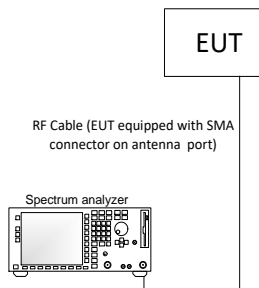 EUT
RF Cable (EUT equipped with SMA
connector on antenna port)
Spectrum analyzer